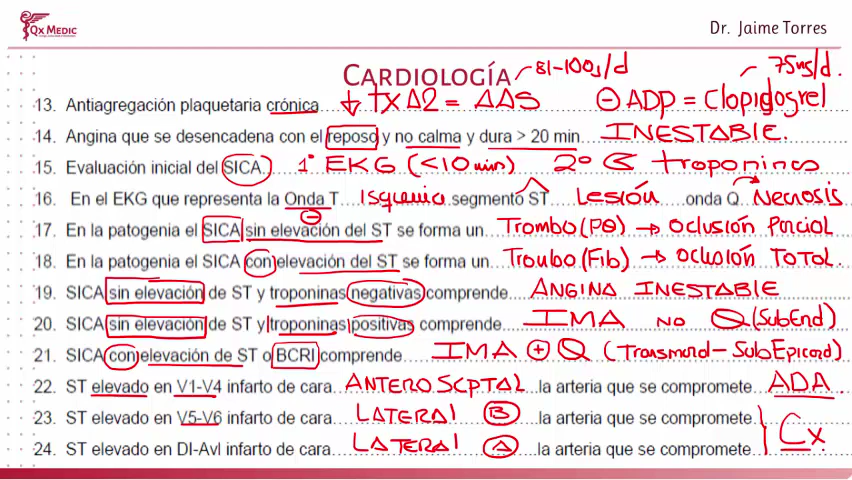 Qx MEDIC
Dr. Jaime Torres
CARDIOLOGÍA
81-100g/d
75mg/d.
13. Antiagregación plaquetaria crónica ↓ TXA2 = AAS ⊖ ADP = Clopidogrel
14. Angina que se desencadena con el reposo y no calma y dura > 20 min. INESTABLE.
15. Evaluación inicial del SICA. 1° EKG (<10 min) 2° troponinas
16. En el EKG que representa la Onda T Isquemia segmento ST Lesión onda Q Necrosis
17. En la patogenia el SICA sin elevación del ST se forma un Trombo (PQ) → Oclusión Parcial
18. En la patogenia el SICA con elevación del ST se forma un Trombo (Fib) → Oclusión TOTAL.
19. SICA sin elevación de ST y troponinas negativas comprende ANGINA INESTABLE
20. SICA sin elevación de ST y troponinas positivas comprende IMA NO Q (SubEnd)
21. SICA con elevación de ST o BCRI comprende IMA ⊕ Q (Transmural-SubEpicard)
22. ST elevado en V1-V4 infarto de cara. ANTERO SEPTAL la arteria que se compromete ADA
23. ST elevado en V5-V6 infarto de cara. LATERAL B la arteria que se compromete
24. ST elevado en DI-Avl infarto de cara. LATERAL A la arteria que se compromete Cx.